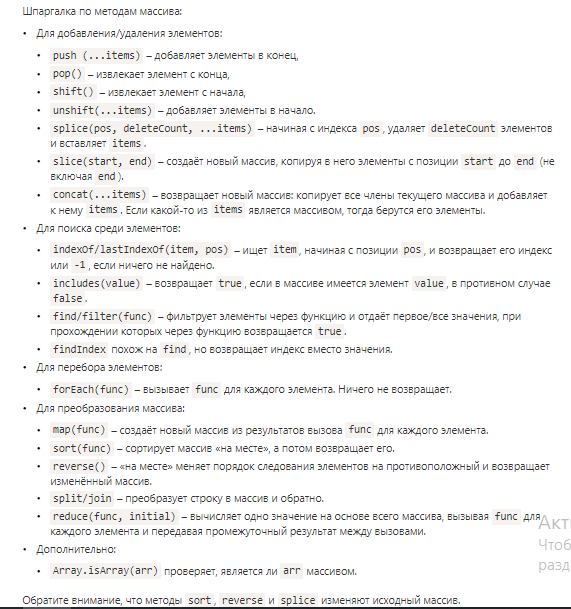 Шпаргалка по методам массива:
• Для добавления/удаления элементов:
• push (...items) – добавляет элементы в конец,
• pop() – извлекает элемент с конца,
• shift() – извлекает элемент с начала,
• unshift(...items) – добавляет элементы в начало.
• splice(pos, deleteCount, ...items) – начиная с индекса pos, удаляет deleteCount элементов
и вставляет items.
• slice(start, end) – создаёт новый массив, копируя в него элементы с позиции start до end (не
включая end).
• concat(...items) – возвращает новый массив: копирует все члены текущего массива и добавляет
к нему items. Если какой-то из items является массивом, тогда берутся его элементы.
• Для поиска среди элементов:
• indexOf/lastIndexOf(item, pos) – ищет item, начиная с позиции pos, и возвращает его индекс
или -1, если ничего не найдено.
• includes(value) – возвращает true, если в массиве имеется элемент value, в противном случае
false.
• find/filter(func) – фильтрует элементы через функцию и отдаёт первое/все значения, при
прохождении которых через функцию возвращается true.
• findIndex похож на find, но возвращает индекс вместо значения.
• Для перебора элементов:
• forEach(func) – вызывает func для каждого элемента. Ничего не возвращает.
• Для преобразования массива:
• map(func) – создаёт новый массив из результатов вызова func для каждого элемента.
• sort(func) – сортирует массив «на месте», а потом возвращает его.
• reverse() – «на месте» меняет порядок следования элементов на противоположный и возвращает
изменённый массив.
• split/join – преобразует строку в массив и обратно.
• reduce(func, initial) – вычисляет одно значение на основе всего массива, вызывая func для
каждого элемента и передавая промежуточный результат между вызовами.
• Дополнительно:
• Array.isArray(arr) проверяет, является ли arr массивом.
Обратите внимание, что методы sort, reverse и splice изменяют исходный массив.
Акти
Чтоб
разд